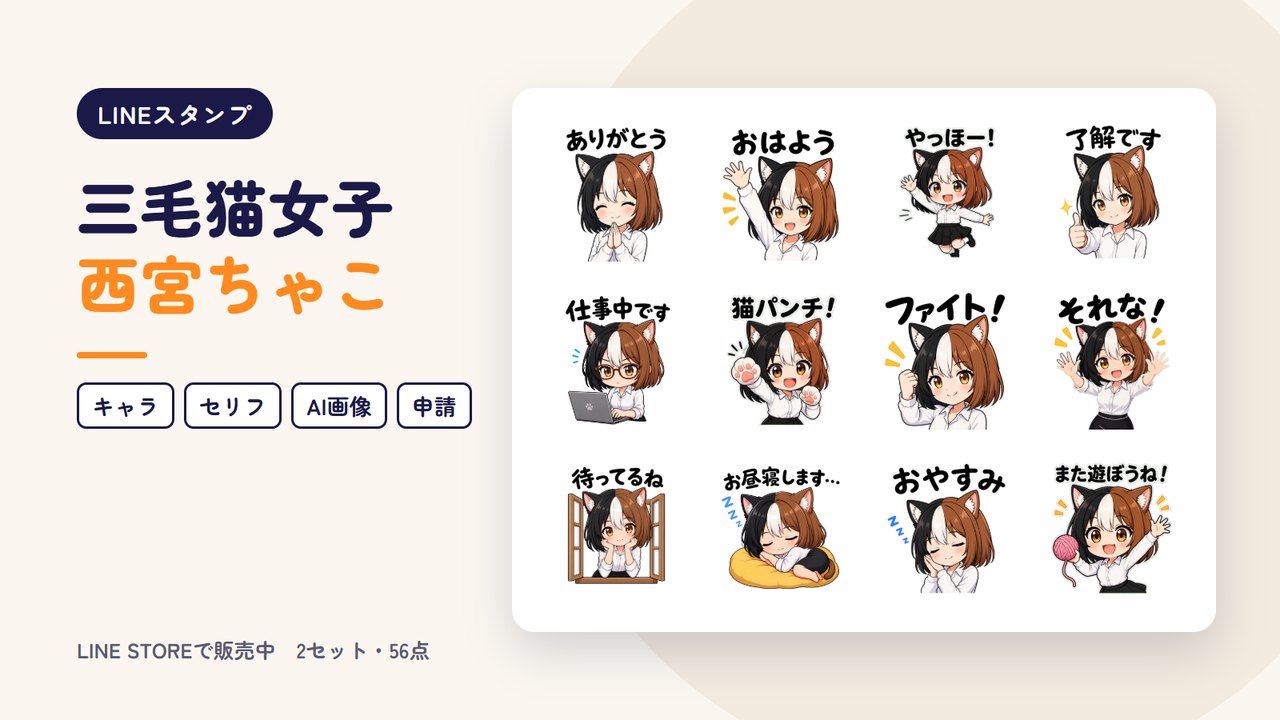 LINEスタンプ
三毛猫女子
西宮ちゃこ
キャラ
セリフ
AI画像
申請
LINE STOREで販売中 2セット・56点
ありがとう
おはよう
やっほー!
了解です
仕事中です
猫パンチ!
ファイト!
それな!
待ってるね
お昼寝します…
zzz
おやすみ
zzz
また遊ぼうね!